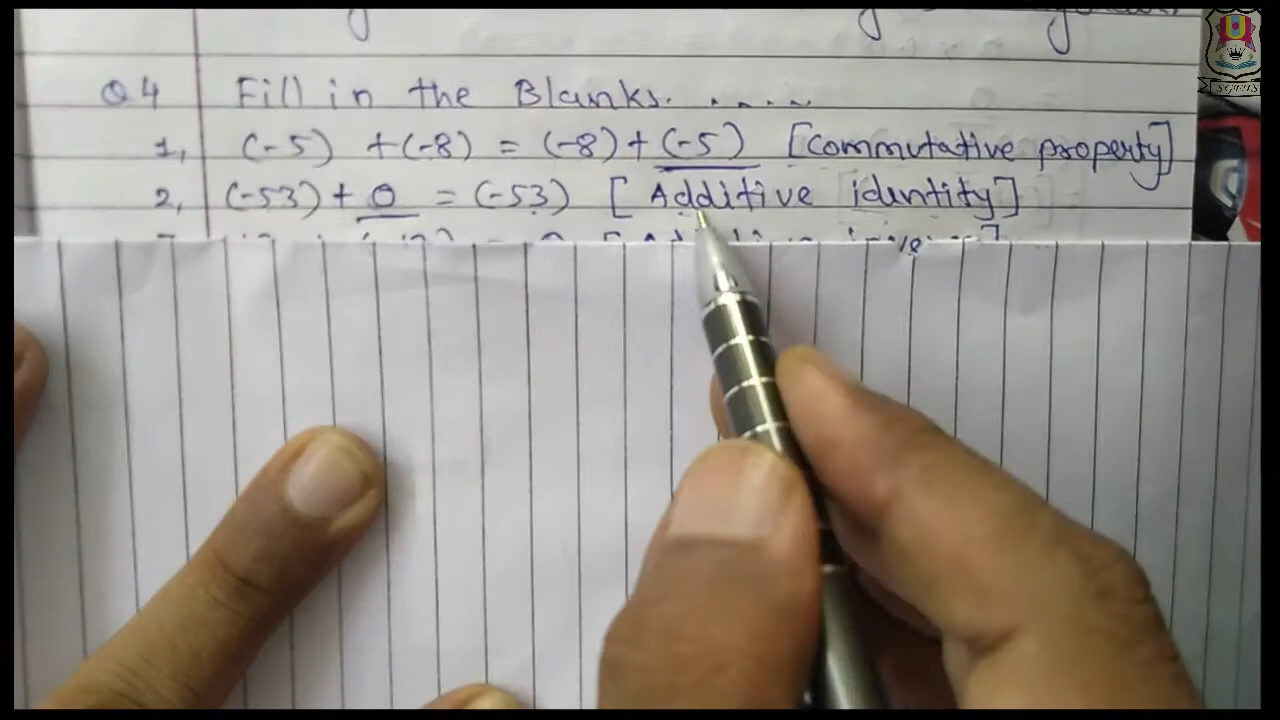 Q4 Fill in the Blanks. ....
1, (-5) +(-8) = (-8)+(-5) [Commutative property]
2, (-53)+ 0 = (-53) [Additive identity]